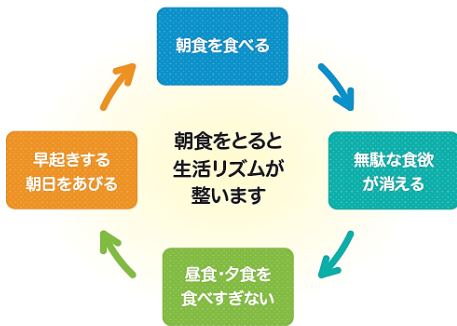 朝食を食べる
朝食をとると
生活リズムが
整います
無駄な食欲
が消える
昼食・夕食を
食べすぎない
早起きする
朝日をあびる